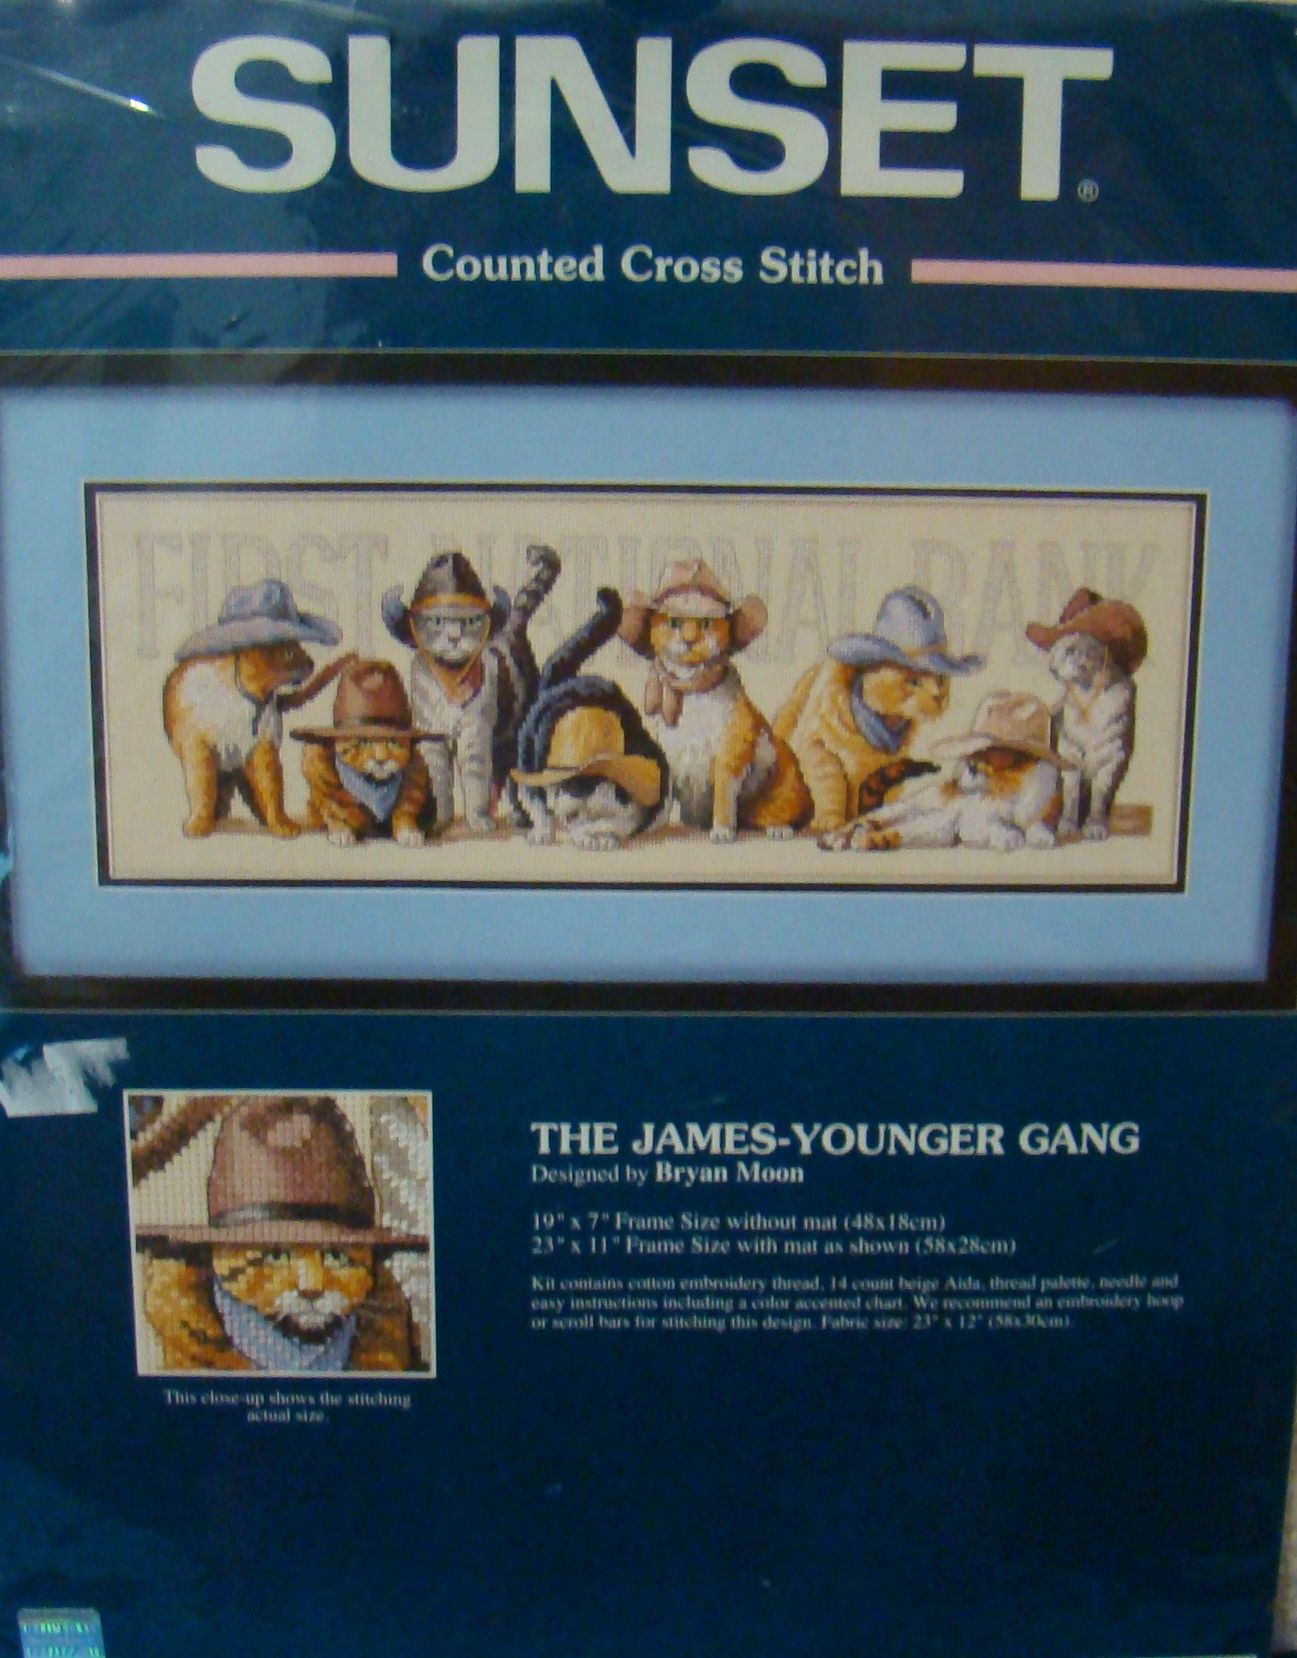 SUNSET®
Counted Cross Stitch
FIRST NATIONAL BANK
THE JAMES-YOUNGER GANG
Designed by Bryan Moon
19" x 7" Frame Size without mat (48x18cm)
23" x 11" Frame Size with mat as shown (58x28cm)
Kit contains cotton embroidery thread, 14 count beige Aida, thread palette, needle and
easy instructions including a color accented chart. We recommend an embroidery hoop
or scroll bars for stitching this design. Fabric size: 23" x 12" (58x30cm).
This close-up shows the stitching
actual size.